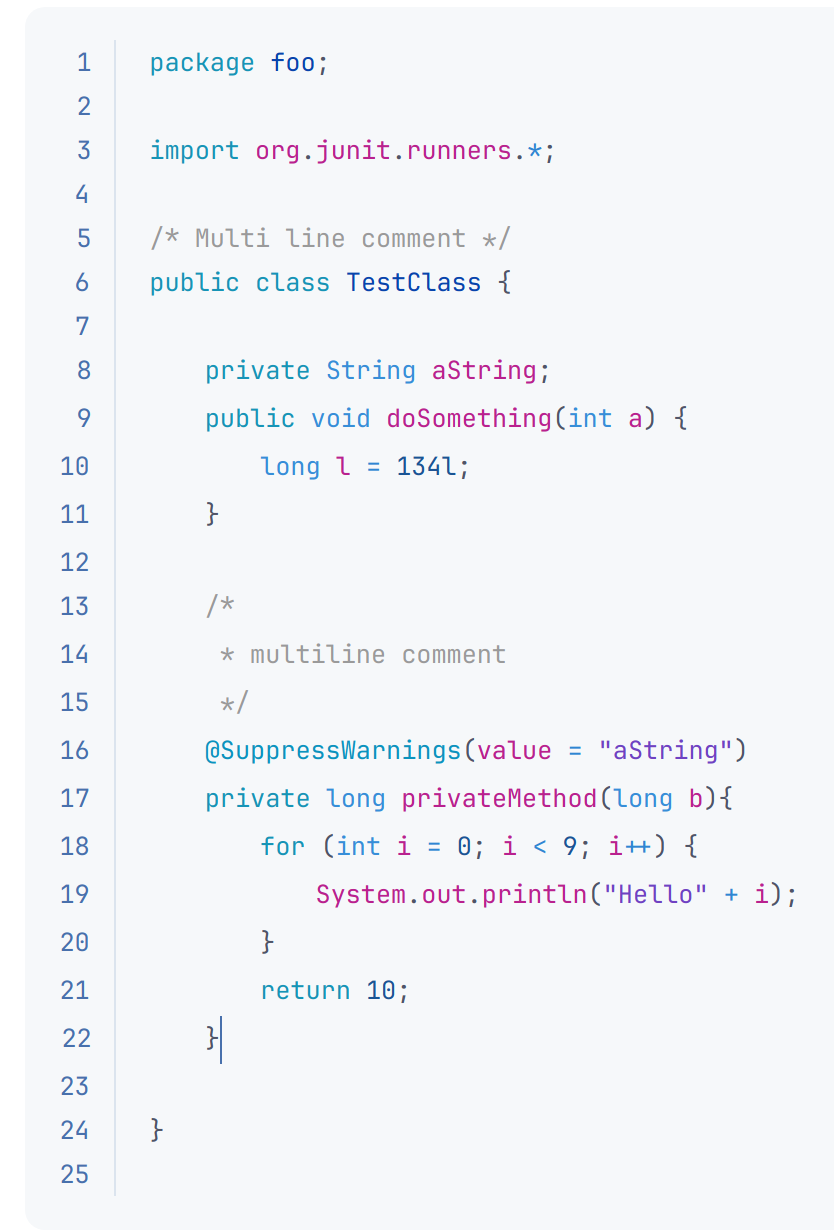 1 package foo;
2
3 import org.junit.runners.*;
4
5 /* Multi line comment */
6 public class TestClass {
7
8     private String aString;
9     public void doSomething(int a) {
10         long l = 134l;
11     }
12
13     /*
14      * multiline comment
15      */
16     @SuppressWarnings(value = "aString")
17     private long privateMethod(long b){
18         for (int i = 0; i < 9; i++) {
19             System.out.println("Hello" + i);
20         }
21         return 10;
22     }
23
24 }
25